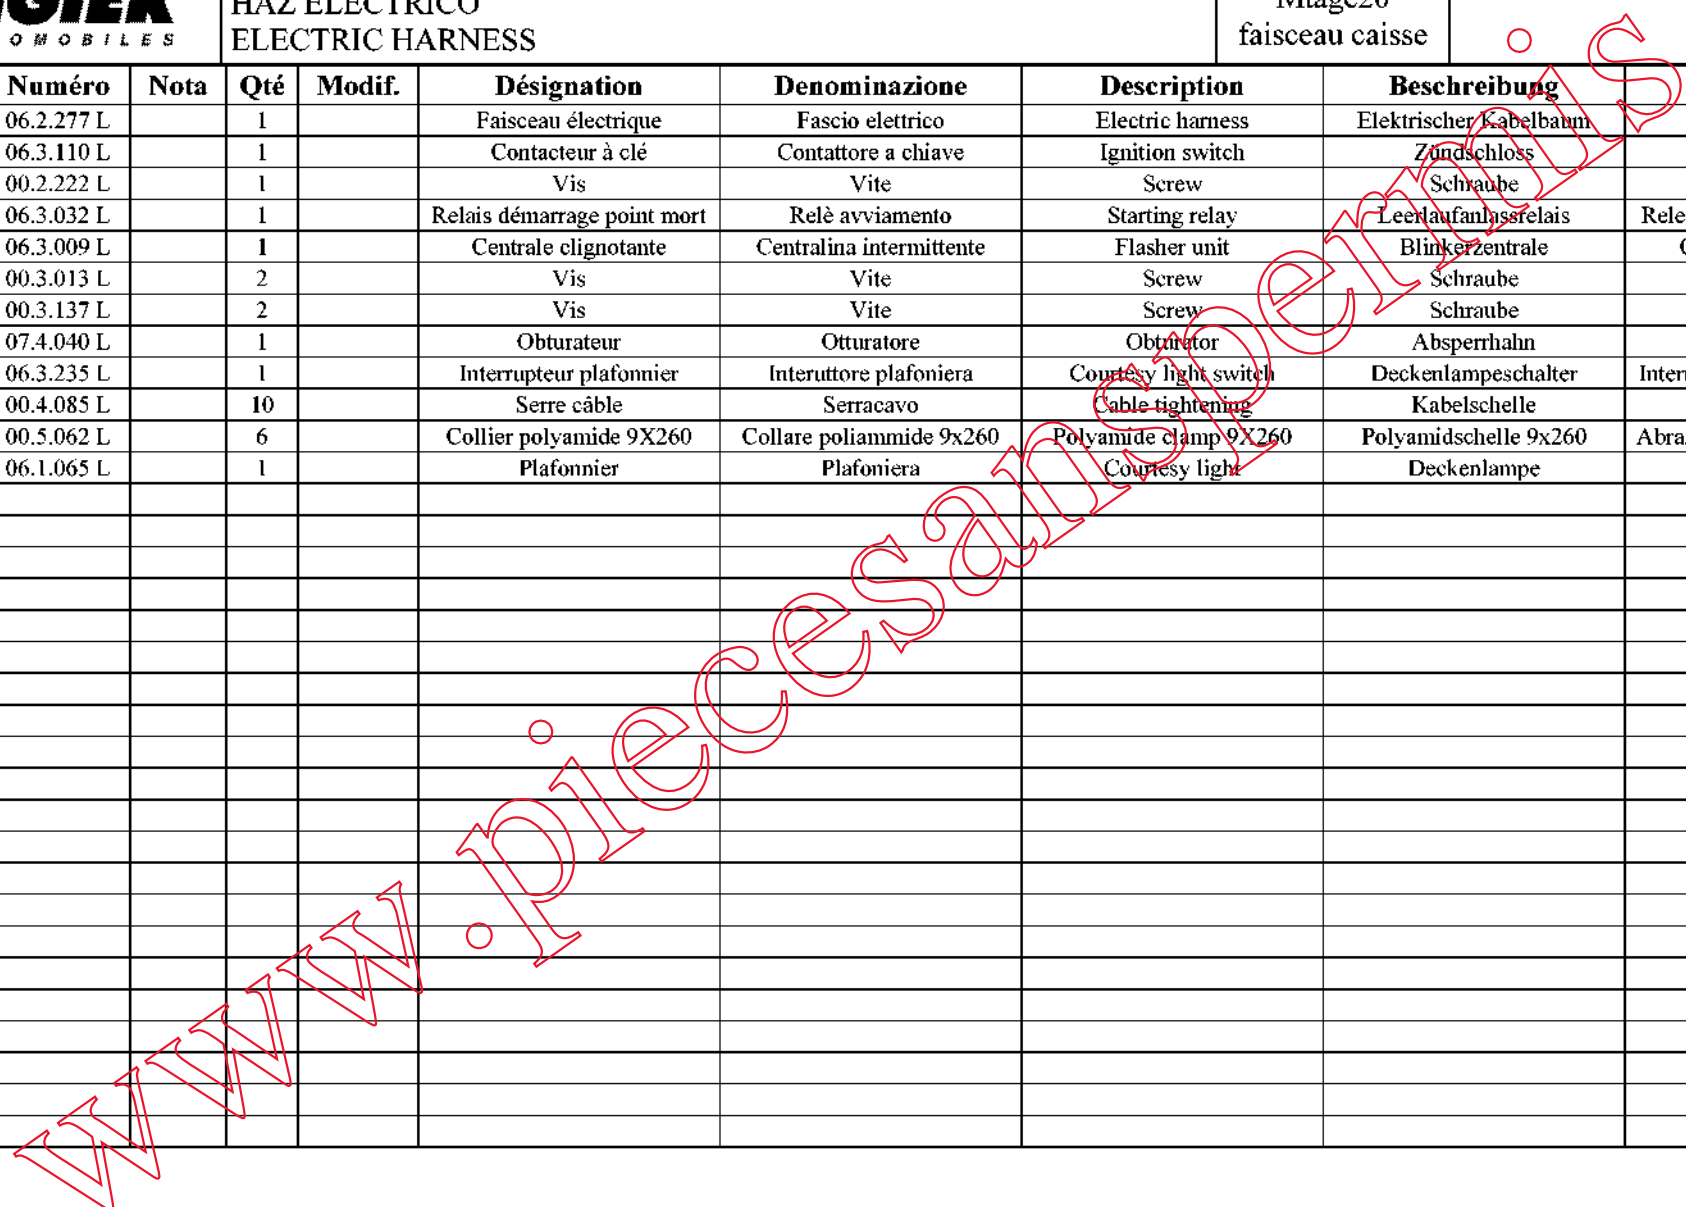 HAZ ELECTRICO
OMOBILES
ELECTRIC HARNESS
faisceau caisse
Numéro Nota Qté Modif. Désignation Denominazione Description Beschreibung
06.2.277 L 1 Faisceau électrique Fascio elettrico Electric harness Elektrischer Kabelbaum
06.3.110 L 1 Contacteur à clé Contattore a chiave Ignition switch Zündschloss
00.2.222 L 1 Vis Vite Screw Schraube
06.3.032 L 1 Relais démarrage point mort Relè avviamento Starting relay Leerlaufanlassrelais Rele
06.3.009 L 1 Centrale clignotante Centralina intermittente Flasher unit Blinkerzentrale
00.3.013 L 2 Vis Vite Screw Schraube
00.3.137 L 2 Vis Vite Screw Schraube
07.4.040 L 1 Obturateur Otturatore Obturator Absperrhahn
06.3.235 L 1 Interrupteur plafonnier Interuttore plafoniera Courtesy light switch Deckenlampeschalter Inter
00.4.085 L 10 Serre câble Serracavo Cable tightening Kabelschelle
00.5.062 L 6 Collier polyamide 9X260 Collare poliammide 9x260 Polyamide clamp 9X260 Polyamidschelle 9x260 Abra
06.1.065 L 1 Plafonnier Plafoniera Courtesy light Deckenlampe
www.piecesanspermis